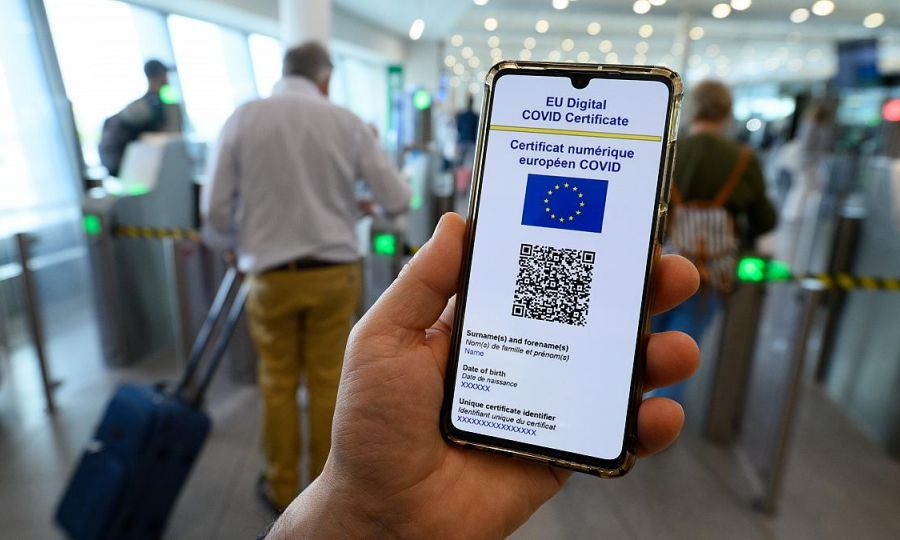 EU Digital
COVID Certificate
Certificat numérique
européen COVID
Surname(s) and forename(s)
Nom(s) de famille et prénom(s)
Name
Date of birth
Date de naissance
XXXXXX
Unique certificate identifier
Identifiant unique du certificat
XXXXXXXXXXXXXXXX